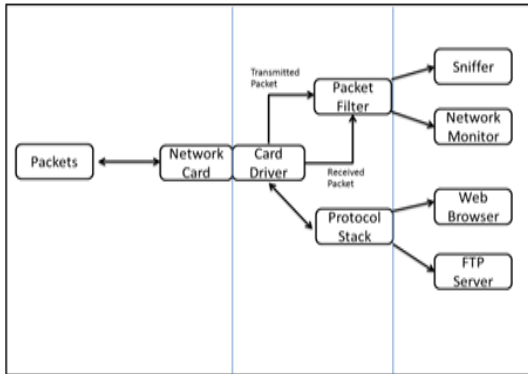 Packets
Network
Card
Card
Driver
Transmitted
Packet
Packet
Filter
Received
Packet
Protocol
Stack
Sniffer
Network
Monitor
Web
Browser
FTP
Server